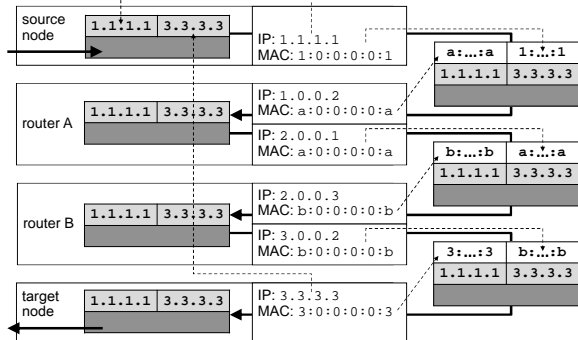 source
node
1.1.1.1 3.3.3.3
IP: 1.1.1.1
MAC: 1:0:0:0:0:1
a:...:a 1:...:1
1.1.1.1 3.3.3.3
router A
1.1.1.1 3.3.3.3
IP: 1.0.0.2
MAC: a:0:0:0:0:a
IP: 2.0.0.1
MAC: a:0:0:0:0:a
b:...:b a:...:a
1.1.1.1 3.3.3.3
router B
1.1.1.1 3.3.3.3
IP: 2.0.0.3
MAC: b:0:0:0:0:b
IP: 3.0.0.2
MAC: b:0:0:0:0:b
3:...:3 b:...:b
1.1.1.1 3.3.3.3
target
node
1.1.1.1 3.3.3.3
IP: 3.3.3.3
MAC: 3:0:0:0:0:3